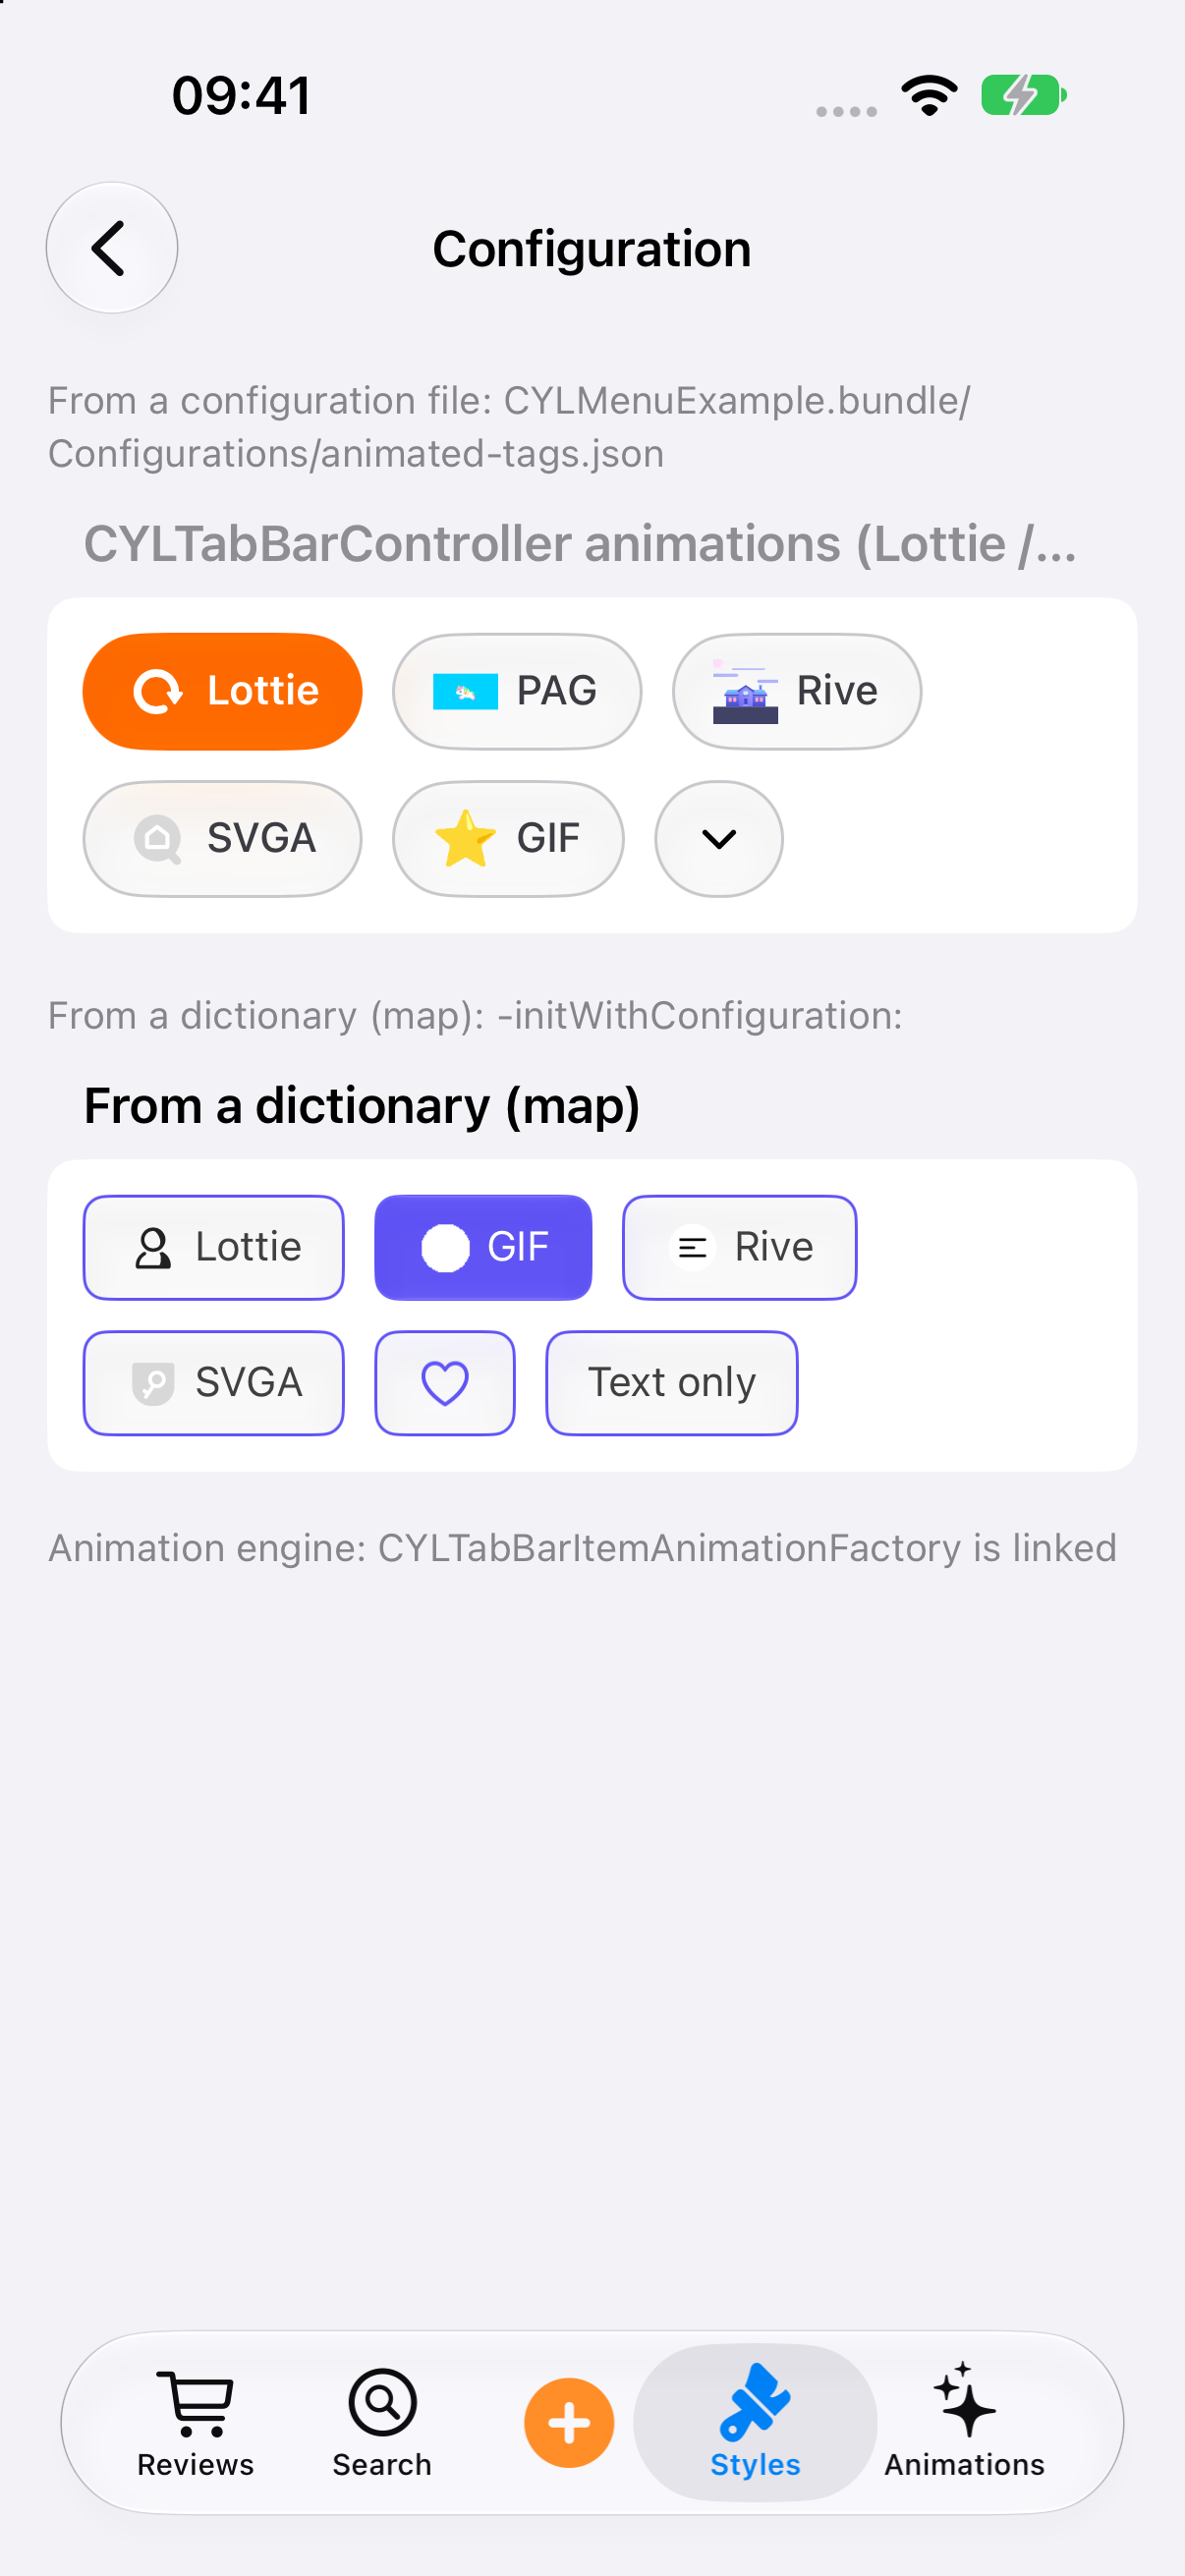 09:41
Configuration
From a configuration file: CYLMenuExample.bundle/
Configurations/animated-tags.json
CYLTabBarController animations (Lottie /...
Lottie
PAG
Rive
SVGA
GIF
From a dictionary (map): -initWithConfiguration:
From a dictionary (map)
Lottie
GIF
Rive
SVGA
Text only
Animation engine: CYLTabBarItemAnimationFactory is linked
Reviews
Search
Styles
Animations